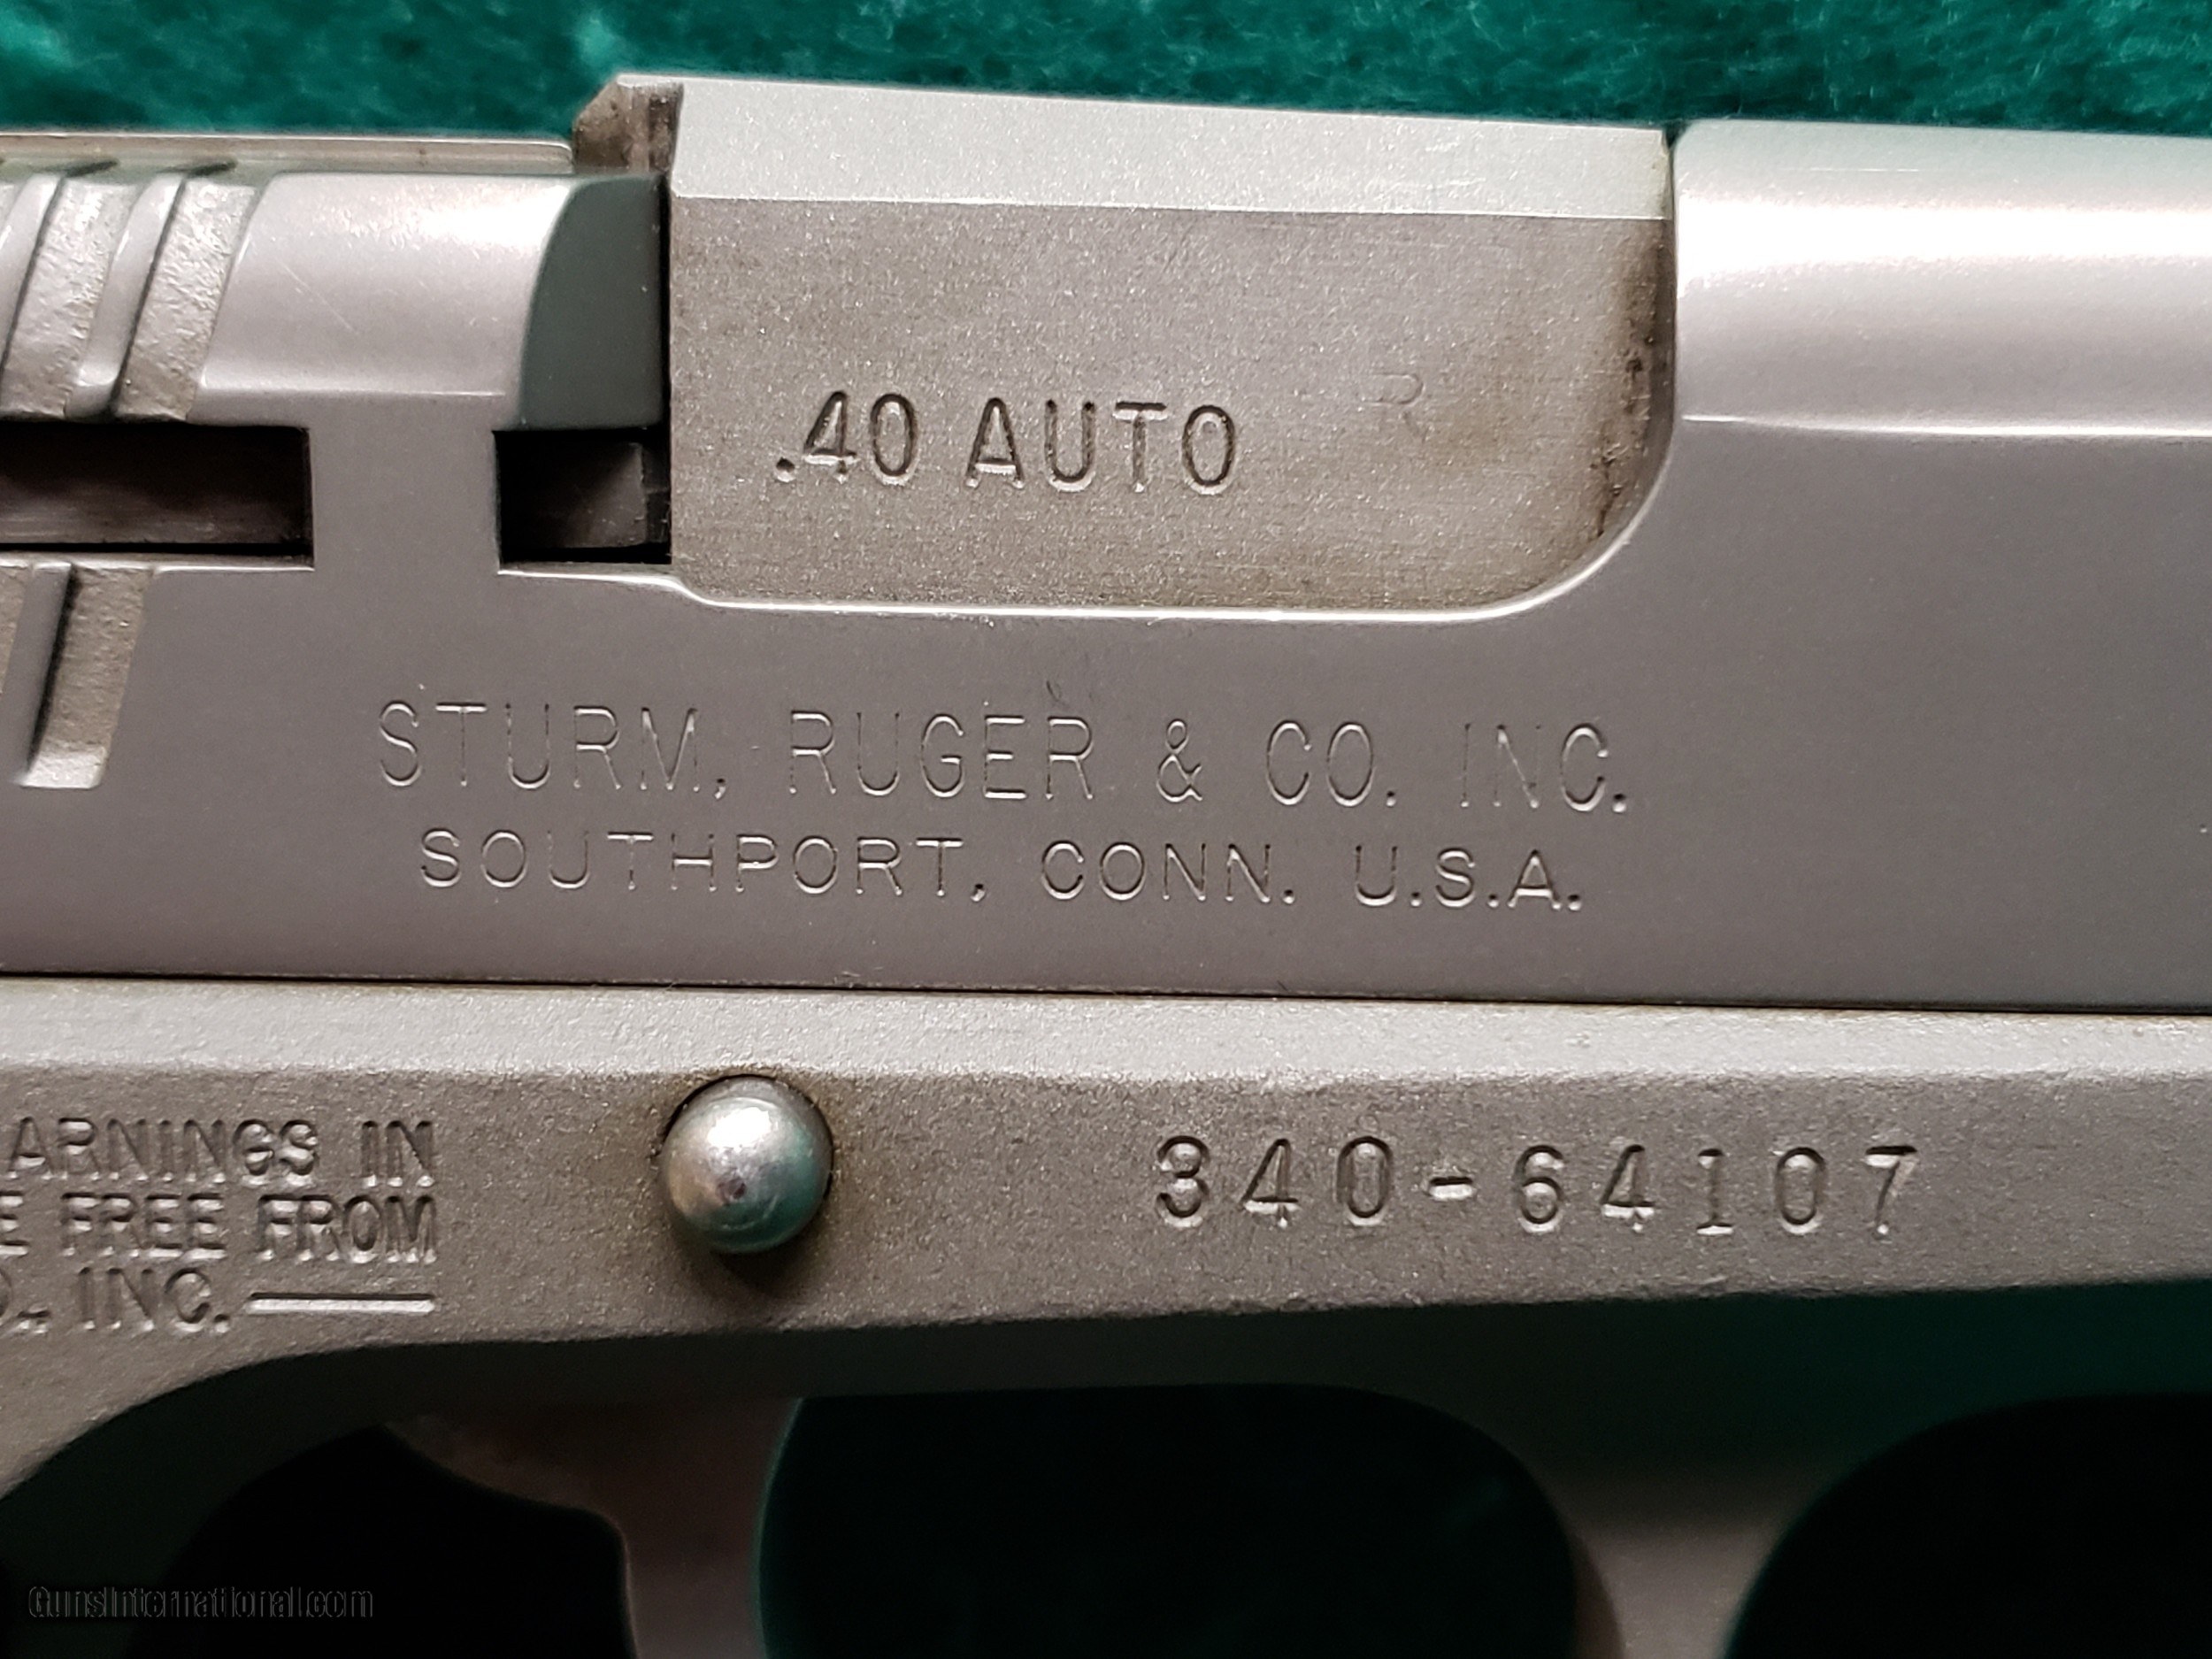 .40 AUTO R
STURM, RUGER & CO. INC.
SOUTHPORT, CONN. U.S.A.
ARNINGS IN
E FREE FROM
O., INC.
340-64107
GunsInternational.com